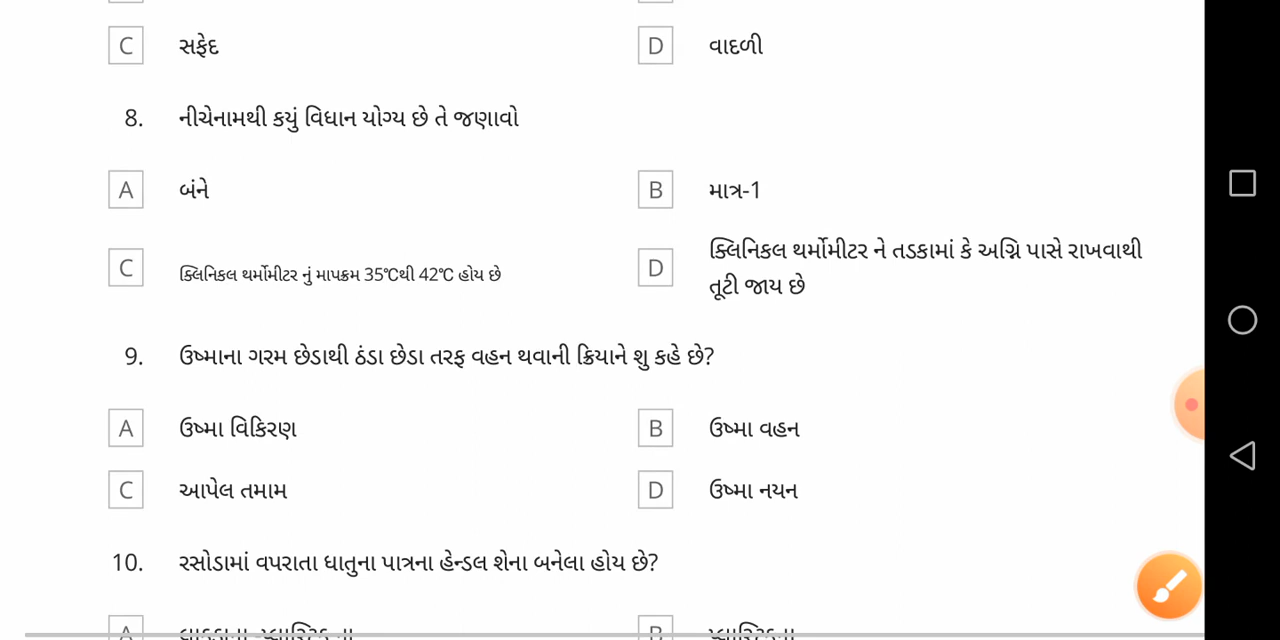 C સફેદ D વાદળી
8. નીચેનામથી કયું વિધાન યોગ્ય છે તે જણાવો
A બંને B માત્ર-1
C ક્લિનિકલ થર્મોમીટર નું માપક્રમ 35℃થી 42℃ હોય છે D ક્લિનિકલ થર્મોમીટર ને તડકામાં કે અગ્નિ પાસે રાખવાથી
તૂટી જાય છે
9. ઉષ્માના ગરમ છેડાથી ઠંડા છેડા તરફ વહન થવાની ક્રિયાને શુ કહે છે?
A ઉષ્મા વિકિરણ B ઉષ્મા વહન
C આપેલ તમામ D ઉષ્મા નયન
10. રસોડામાં વપરાતા ધાતુના પાત્રના હેન્ડલ શેના બનેલા હોય છે?
A B